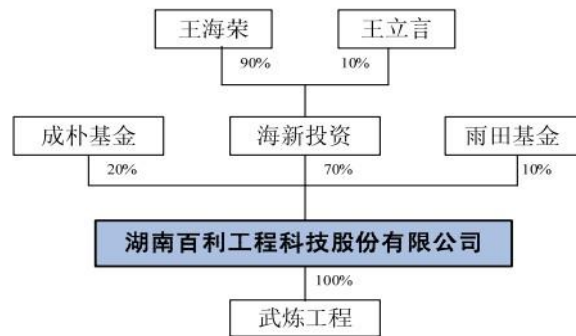 王海荣 王立言
90% 10%
成朴基金 海新投资 雨田基金
20% 70% 10%
湖南百利工程科技股份有限公司
100%
武炼工程